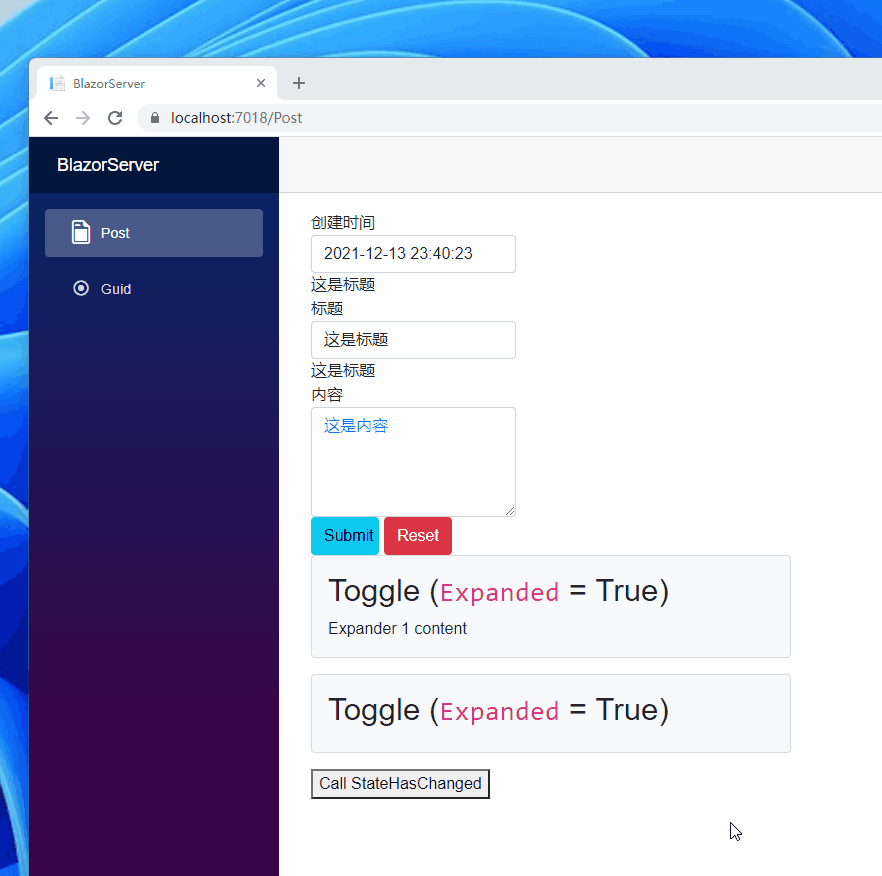 BlazorServer
localhost:7018/Post
BlazorServer
Post
Guid
创建时间
2021-12-13 23:40:23
这是标题
标题
这是标题
这是标题
内容
这是内容
Submit Reset
Toggle (Expanded = True)
Expander 1 content
Toggle (Expanded = True)
Call StateHasChanged